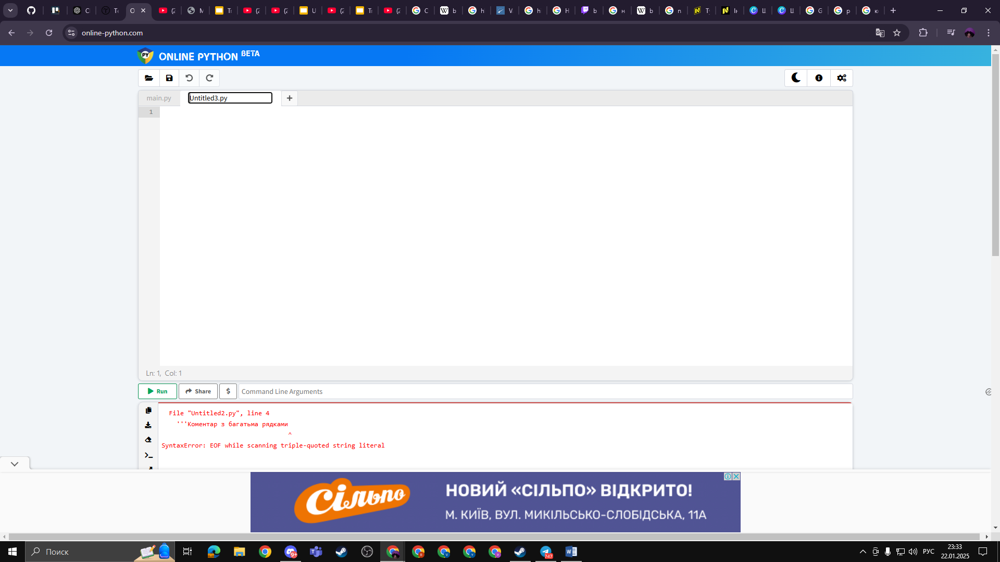 online-python.com
PY ONLINE PYTHON BETA
main.py
Untitled3.py
+
1
Ln: 1, Col: 1
Run
Share
$
Command Line Arguments
File "Untitled2.py", line 4
'''Коментар з багатьма рядками
^
SyntaxError: EOF while scanning triple-quoted string literal
Сільпо
НОВИЙ «СІЛЬПО» ВІДКРИТО!
М. КИЇВ, ВУЛ. МИКІЛЬСЬКО-СЛОБІДСЬКА, 11А
Поиск
9+
747
РУС
23:33
22.01.2025